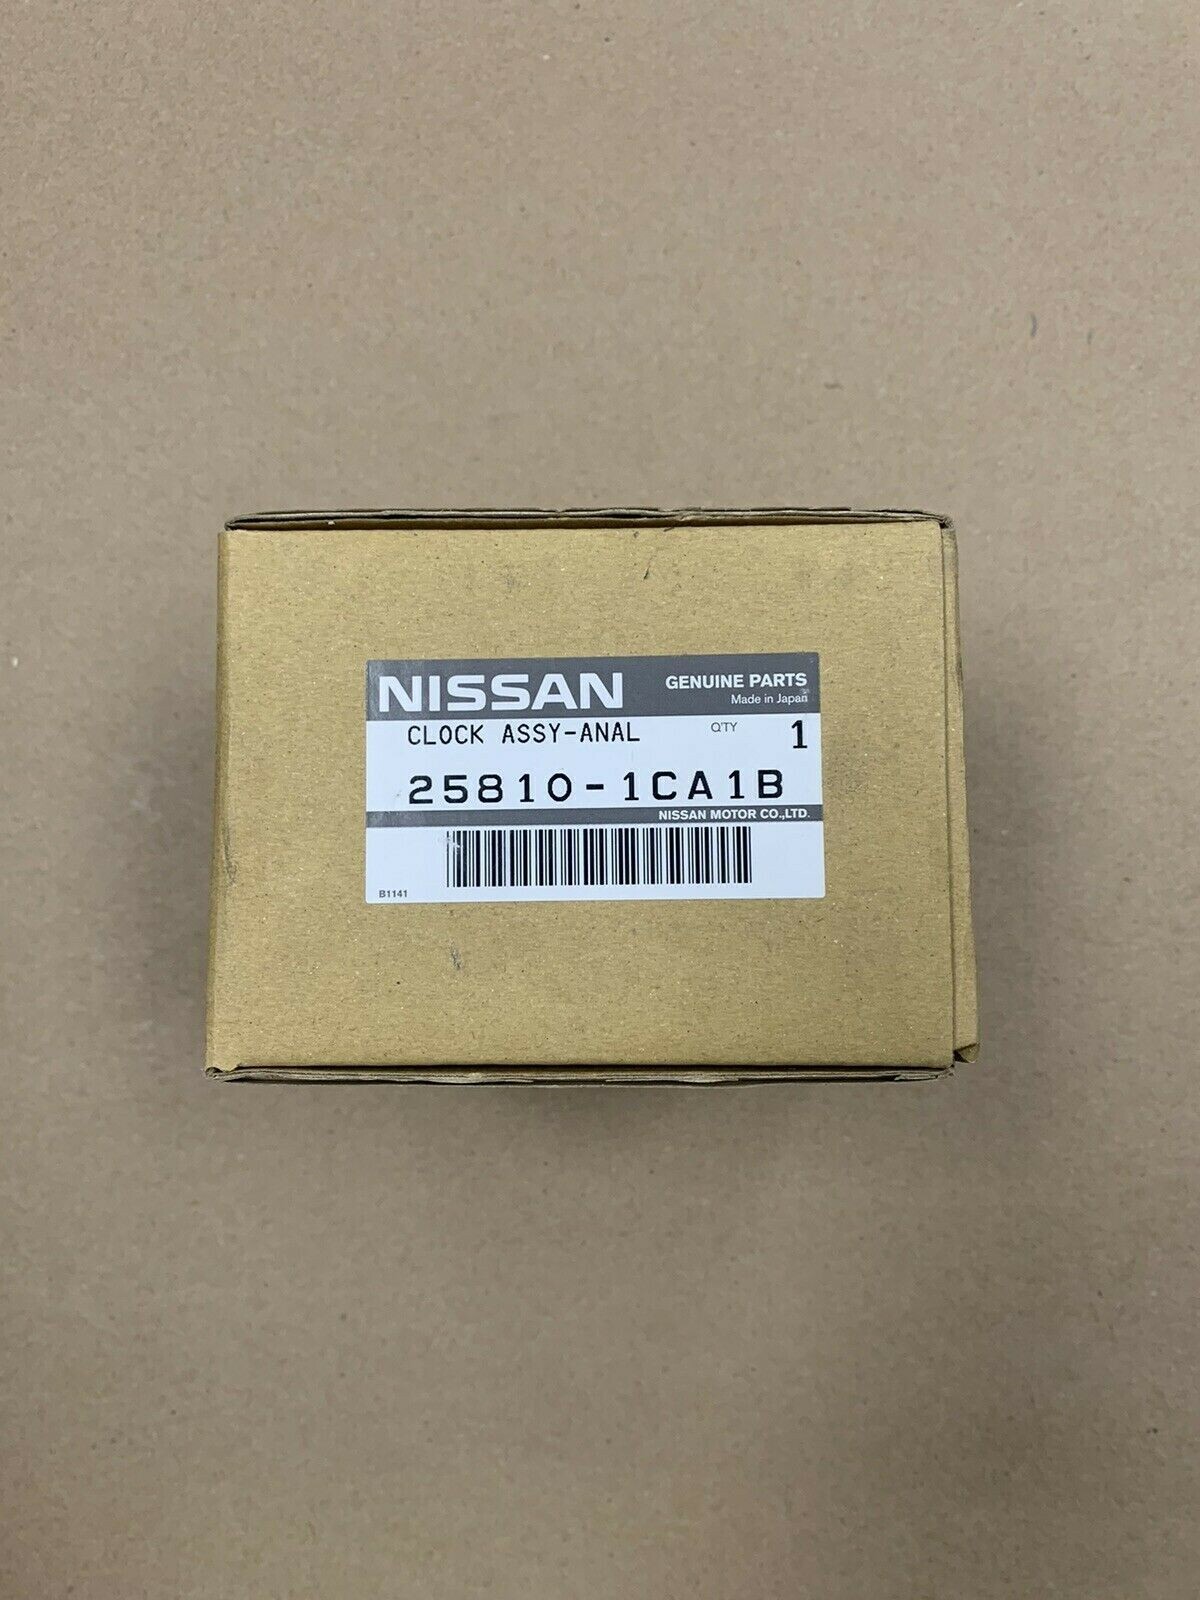 NISSAN GENUINE PARTS
Made in Japan
CLOCK ASSY-ANAL Q'TY 1
25810-1CA1B
NISSAN MOTOR CO.,LTD.
B1141